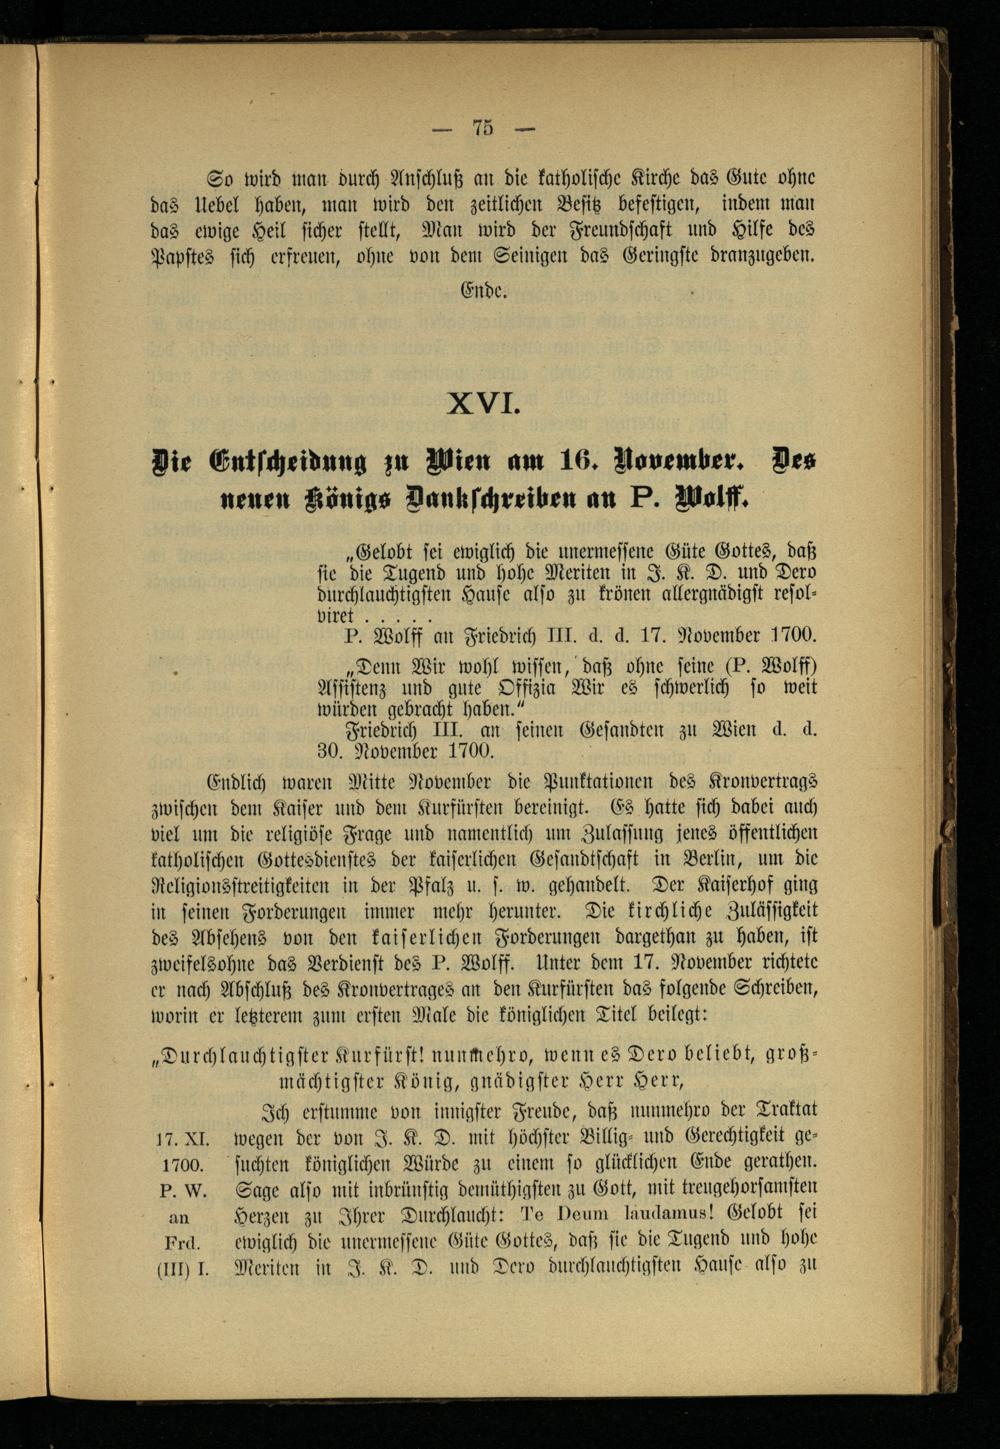 — 75 —
So wird man durch Anschluß an die katholische Kirche das Gute ohne
das Uebel haben, man wird den zeitlichen Besitz befestigen, indem man
das ewige Heil sicher stellt, Man wird der Freundschaft und Hilfe des
Papstes sich erfreuen, ohne von dem Seinigen das Geringste dranzugeben.
Ende.
XVI.
Die Entscheidung zu Wien am 16. November. Des
neuen Königs Dankschreiben an P. Wolff.
„Gelobt sei ewiglich die unermessene Güte Gottes, daß
sie die Tugend und hohe Meriten in J. K. D. und Dero
durchlauchtigsten Hause also zu krönen allergnädigst resol-
viret . . . . .
P. Wolff an Friedrich III. d. d. 17. November 1700.
„Denn Wir wohl wissen, daß ohne seine (P. Wolff)
Assistenz und gute Offizia Wir es schwerlich so weit
würden gebracht haben.“
Friedrich III. an seinen Gesandten zu Wien d. d.
30. November 1700.
Endlich waren Mitte November die Punktationen des Kronvertrags
zwischen dem Kaiser und dem Kurfürsten bereinigt. Es hatte sich dabei auch
viel um die religiöse Frage und namentlich um Zulassung jenes öffentlichen
katholischen Gottesdienstes der kaiserlichen Gesandtschaft in Berlin, um die
Religionsstreitigkeiten in der Pfalz u. s. w. gehandelt. Der Kaiserhof ging
in seinen Forderungen immer mehr herunter. Die kirchliche Zulässigkeit
des Absehens von den kaiserlichen Forderungen dargethan zu haben, ist
zweifelsohne das Verdienst des P. Wolff. Unter dem 17. November richtete
er nach Abschluß des Kronvertrages an den Kurfürsten das folgende Schreiben,
worin er letzterem zum ersten Male die königlichen Titel beilegt:
„Durchlauchtigster Kurfürst! nunmehro, wenn es Dero beliebt, groß-
mächtigster König, gnädigster Herr Herr,
Ich erstumme von innigster Freude, daß nunmehro der Traktat
17. XI. wegen der von J. K. D. mit höchster Billig- und Gerechtigkeit ge-
1700. suchten königlichen Würde zu einem so glücklichen Ende gerathen.
P. W. Sage also mit inbrünstig demüthigsten zu Gott, mit treugehorsamsten
an Herzen zu Ihrer Durchlaucht: Te Deum laudamus! Gelobt sei
Frd. ewiglich die unermessene Güte Gottes, daß sie die Tugend und hohe
(III) I. Meriten in J. K. D. und Dero durchlauchtigsten Hause also zu